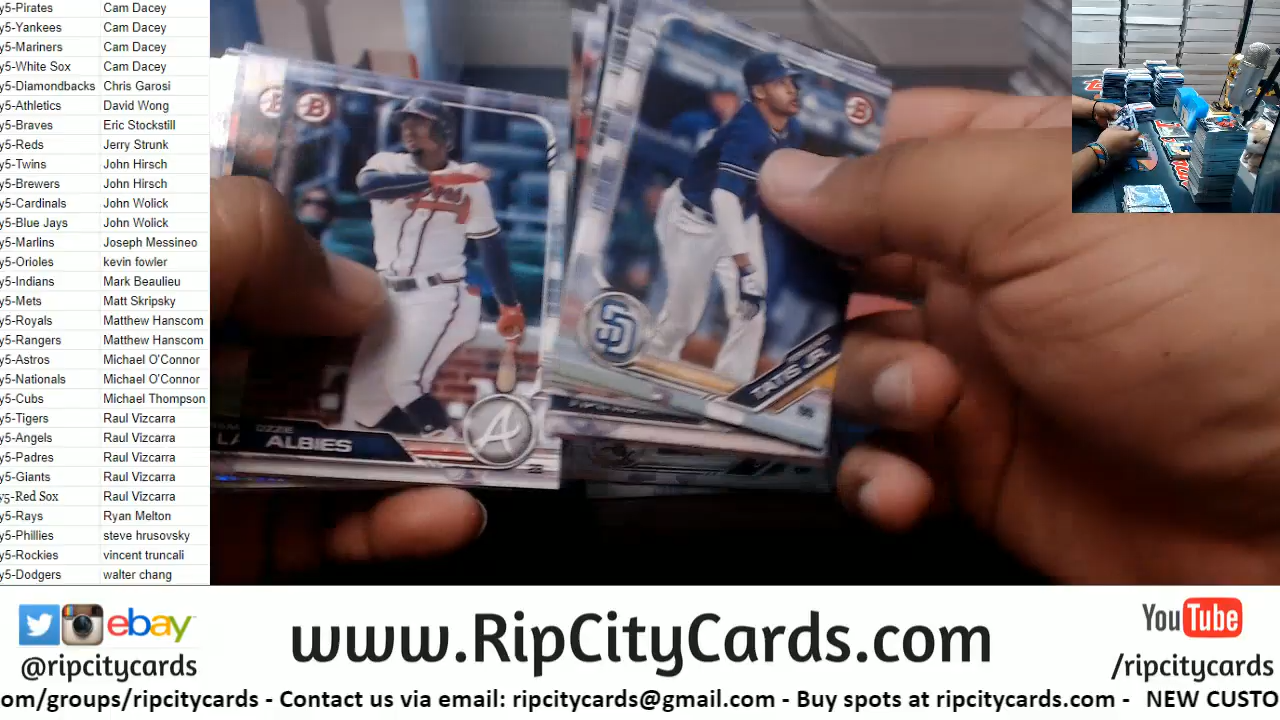 y5-Pirates Cam Dacey
y5-Yankees Cam Dacey
y5-Mariners Cam Dacey
y5-White Sox Cam Dacey
y5-Diamondbacks Chris Garosi
y5-Athletics David Wong
y5-Braves Eric Stockstill
y5-Reds Jerry Strunk
y5-Twins John Hirsch
y5-Brewers John Hirsch
y5-Cardinals John Wolick
y5-Blue Jays John Wolick
y5-Marlins Joseph Messineo
y5-Orioles kevin fowler
y5-Indians Mark Beaulieu
y5-Mets Matt Skripsky
y5-Royals Matthew Hanscom
y5-Rangers Matthew Hanscom
y5-Astros Michael O'Connor
y5-Nationals Michael O'Connor
y5-Cubs Michael Thompson
y5-Tigers Raul Vizcarra
y5-Angels Raul Vizcarra
y5-Padres Raul Vizcarra
y5-Giants Raul Vizcarra
y5-Red Sox Raul Vizcarra
y5-Rays Ryan Melton
y5-Phillies steve hrusovsky
y5-Rockies vincent truncali
y5-Dodgers walter chang
B
B
SD
TATIS JR.
OZZIE
ALBIES
A
ebay
@ripcitycards
www.RipCityCards.com
YouTube
/ripcitycards
om/groups/ripcitycards - Contact us via email: ripcitycards@gmail.com - Buy spots at ripcitycards.com - NEW CUSTO